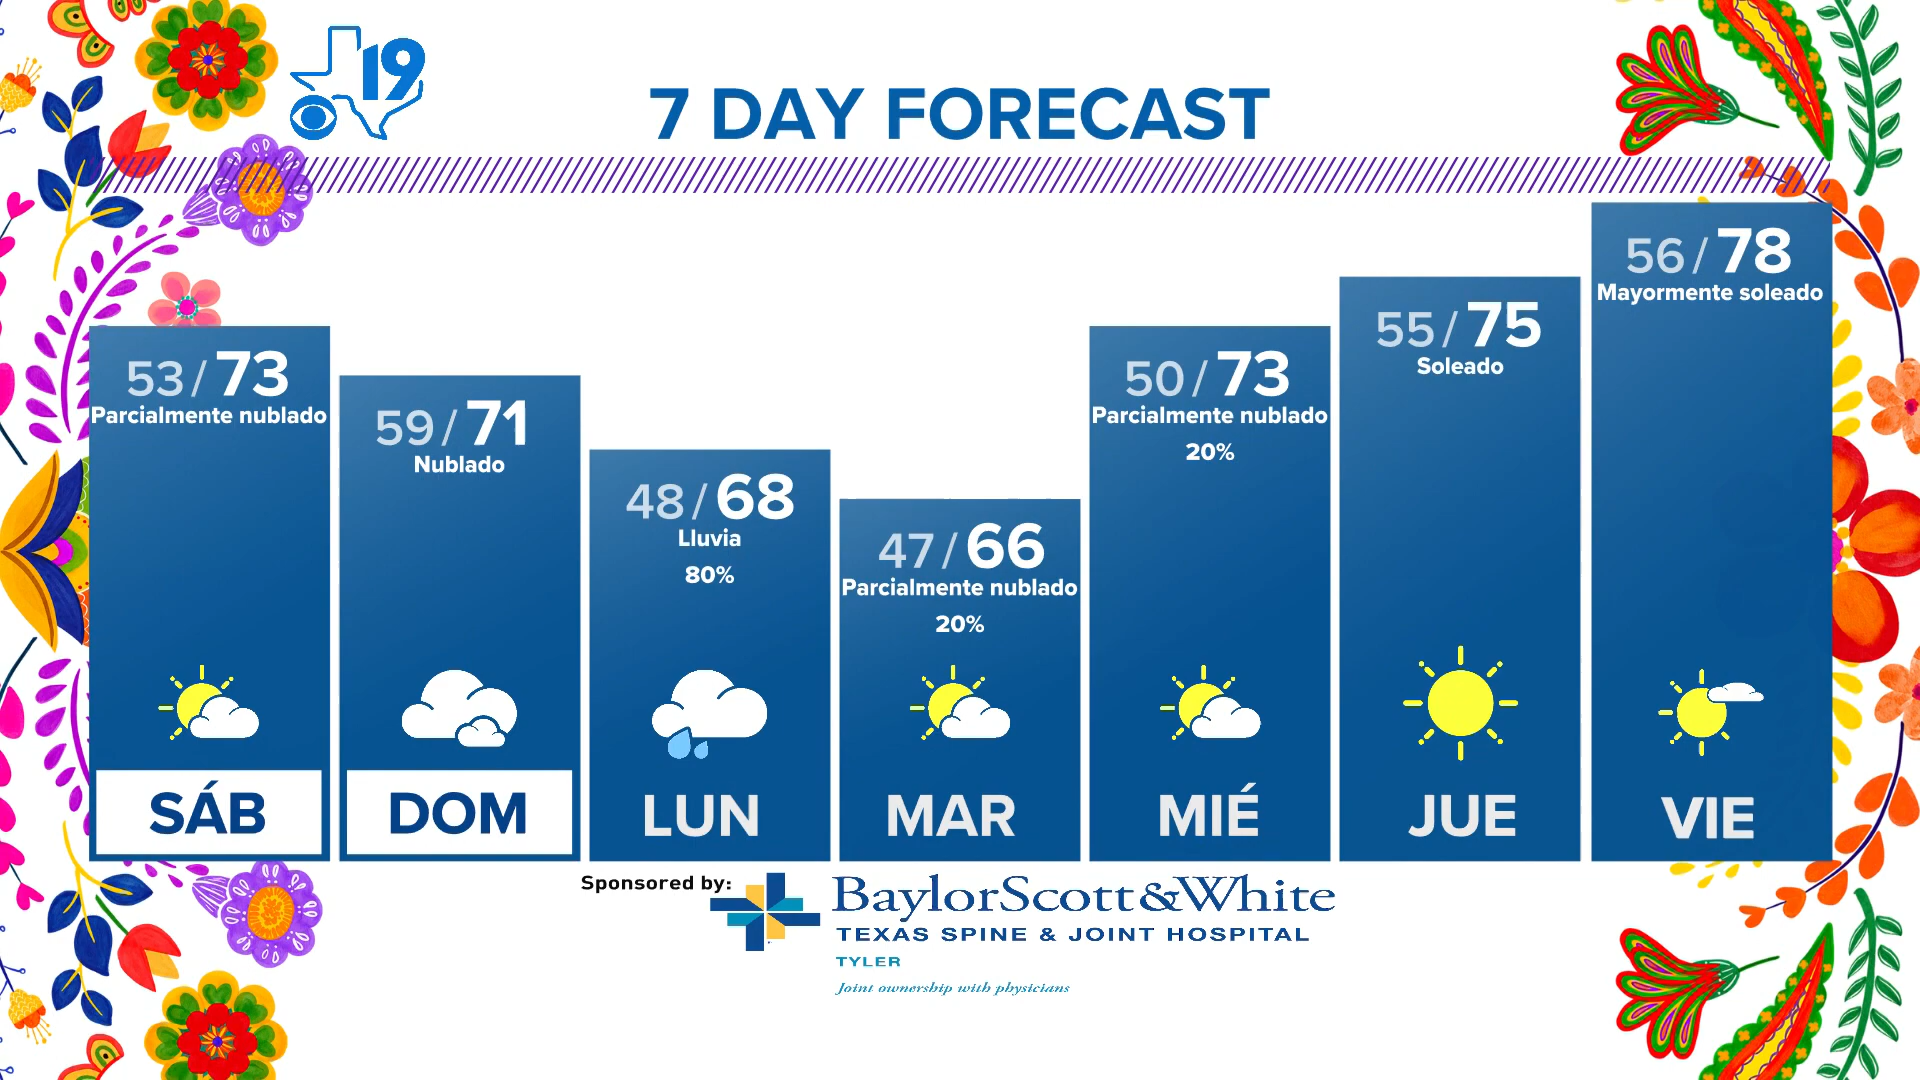 19
7 DAY FORECAST
53/73
Parcialmente nublado
SÁB
59/71
Nublado
DOM
48/68
Lluvia
80%
LUN
47/66
Parcialmente nublado
20%
MAR
50/73
Parcialmente nublado
20%
MIÉ
55/75
Soleado
JUE
56/78
Mayormente soleado
VIE
Sponsored by:
BaylorScott&White
TEXAS SPINE & JOINT HOSPITAL
TYLER
Joint ownership with physicians